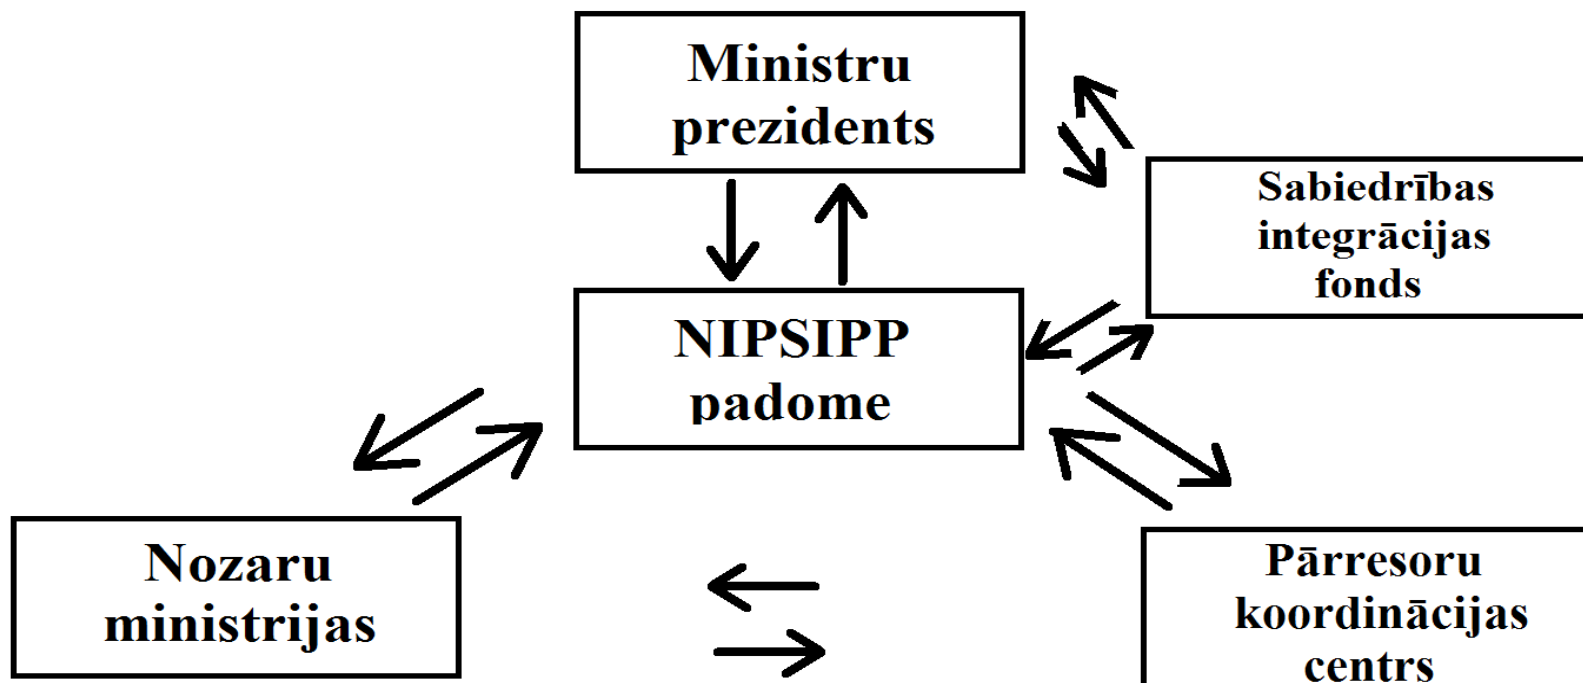 Ministru
prezidents
Sabiedrības
integrācijas
fonds
NIPSIPP
padome
Nozaru
ministrijas
Pārresoru
koordinācijas
centrs